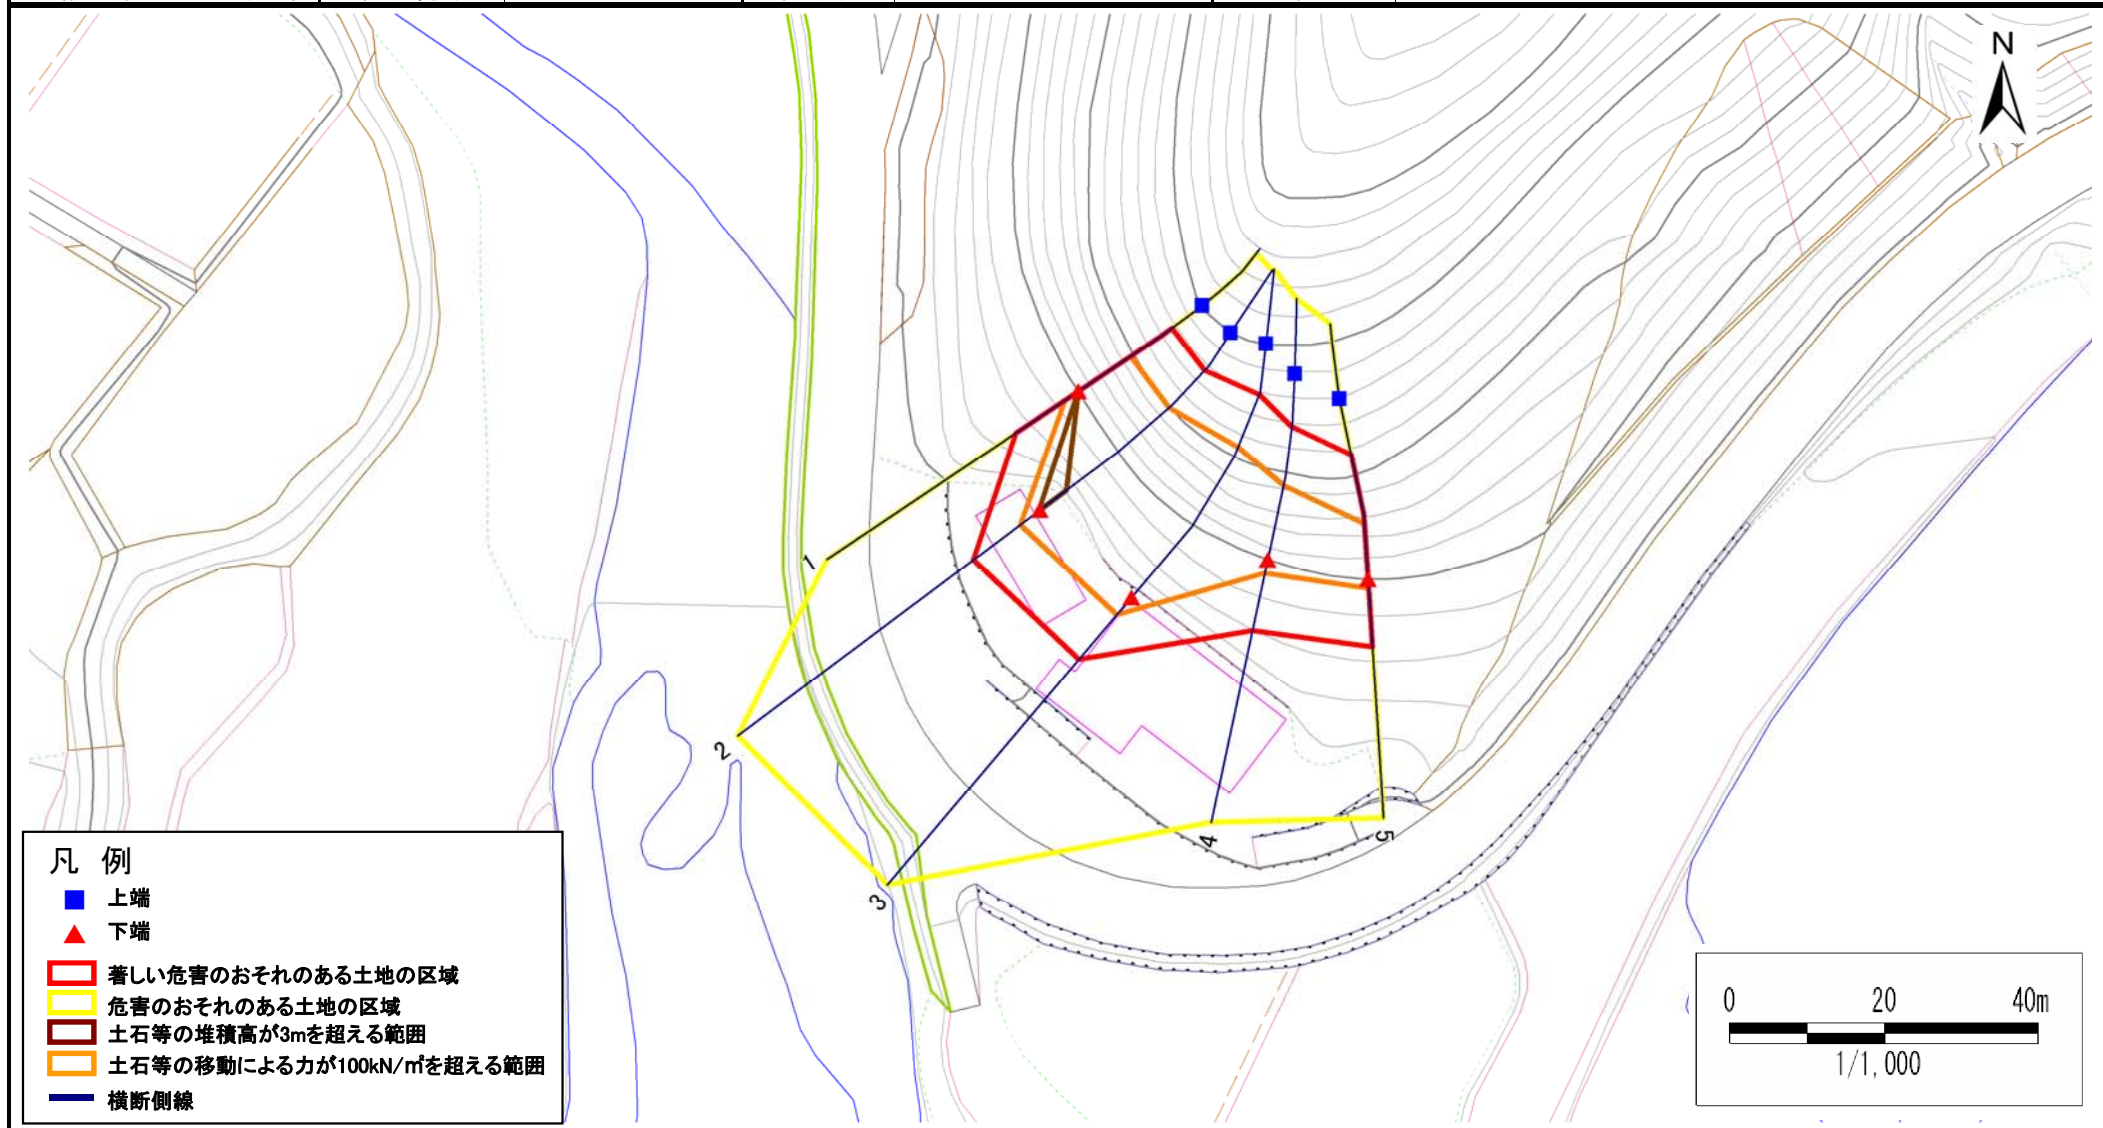 N
1
2
3
4
5
凡 例
上端
下端
著しい危害のおそれのある土地の区域
危害のおそれのある土地の区域
土石等の堆積高が3mを超える範囲
土石等の移動による力が100kN/㎡を超える範囲
横断側線
0 20 40m
1/1,000